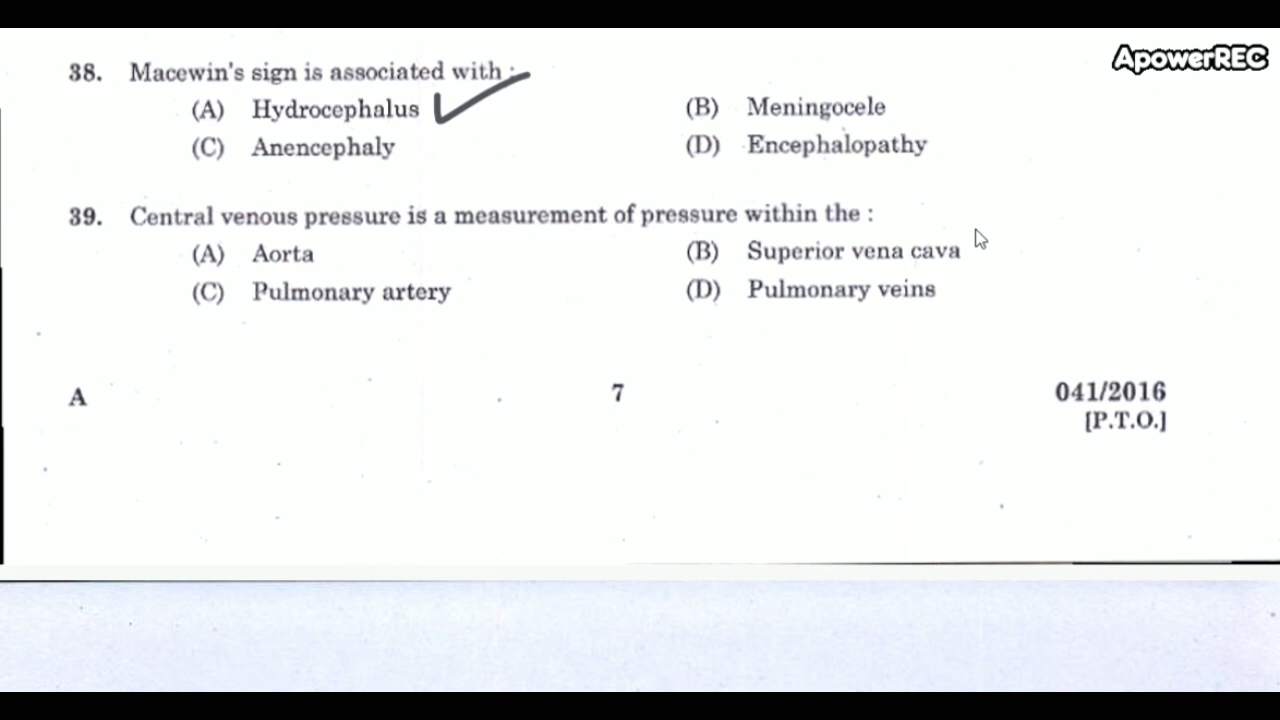 ApowerREC
38. Macewin's sign is associated with :
(A) Hydrocephalus (B) Meningocele
(C) Anencephaly (D) Encephalopathy
39. Central venous pressure is a measurement of pressure within the :
(A) Aorta (B) Superior vena cava
(C) Pulmonary artery (D) Pulmonary veins
A 7 041/2016
[P.T.O.]